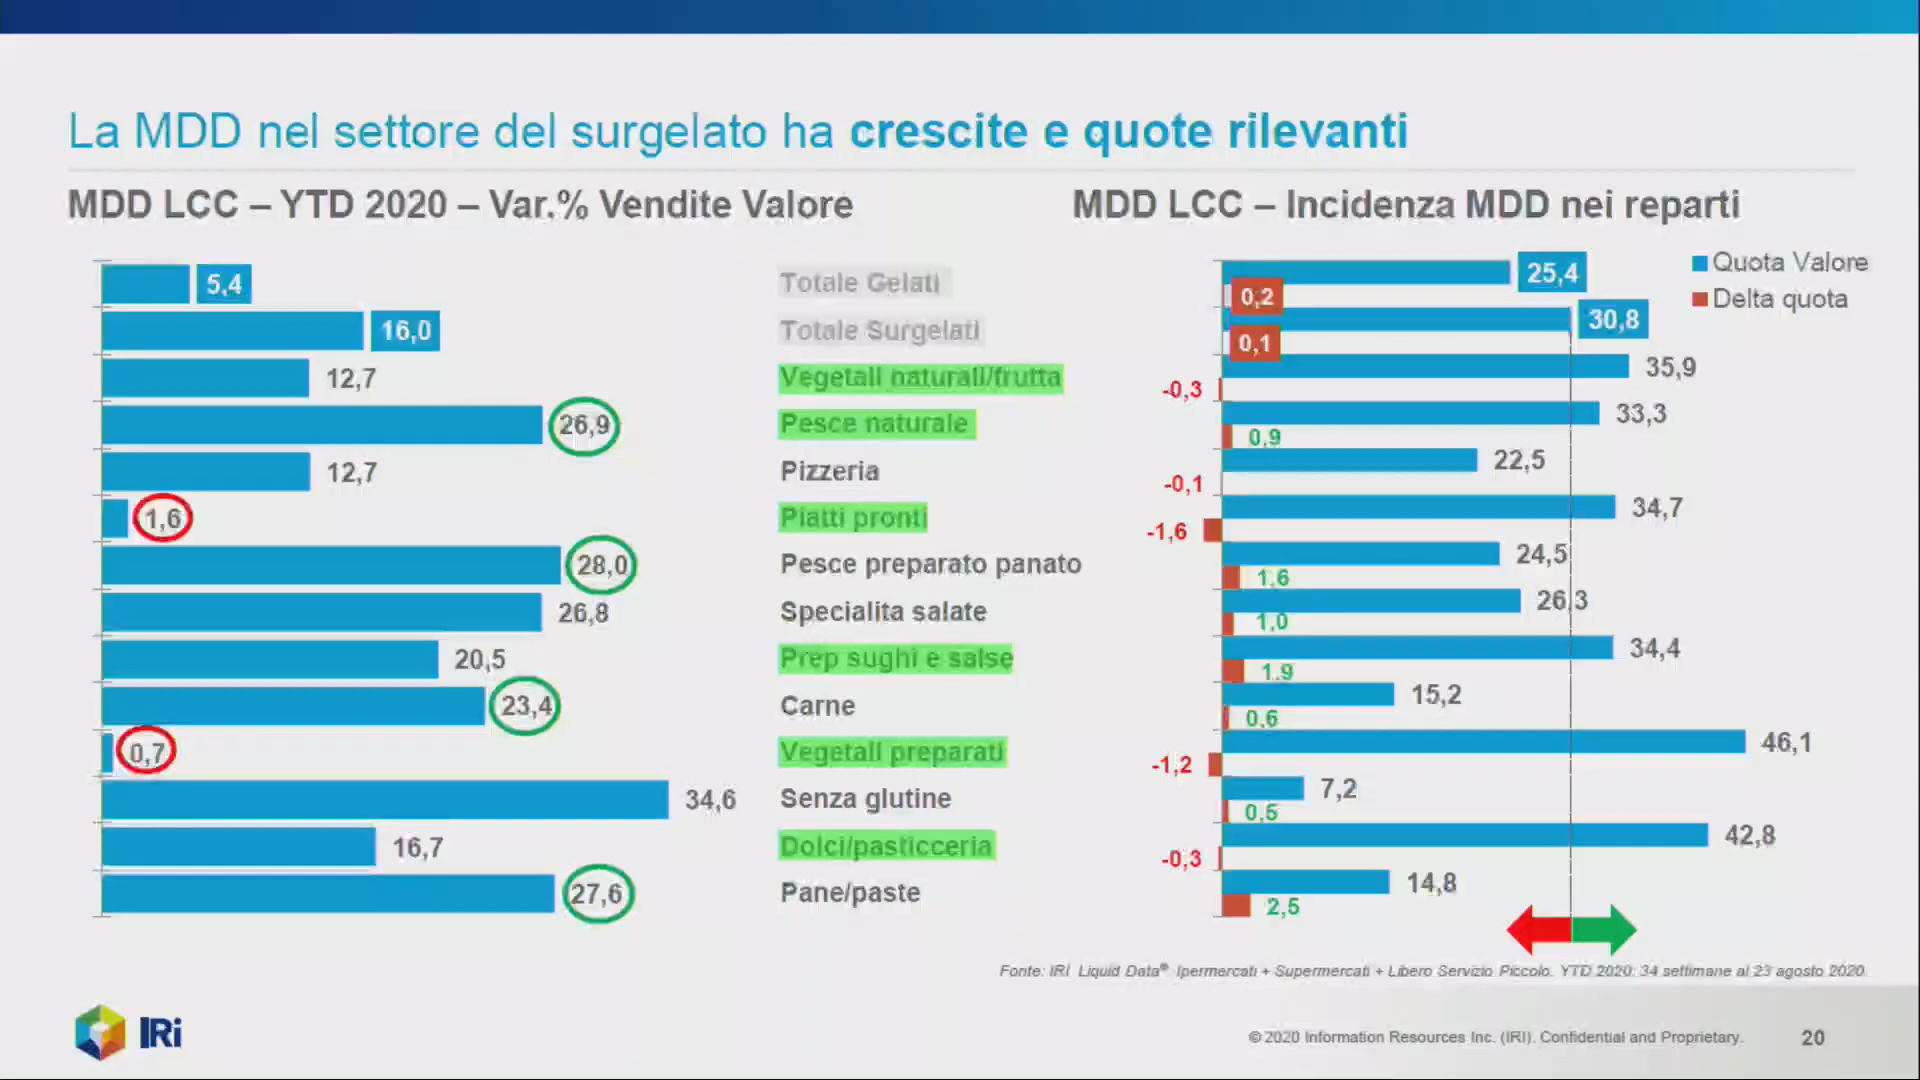 La MDD nel settore del surgelato ha crescite e quote rilevanti
MDD LCC – YTD 2020 – Var.% Vendite Valore
MDD LCC – Incidenza MDD nei reparti
Quota Valore
Delta quota
5,4 Totale Gelati 25,4
0,2
16,0 Totale Surgelati 30,8
0,1
12,7 Vegetali naturali/frutta 35,9
-0,3
26,9 Pesce naturale 33,3
0,9
12,7 Pizzeria 22,5
-0,1
1,6 Piatti pronti 34,7
-1,6
28,0 Pesce preparato panato 24,5
1,6
26,8 Specialita salate 26,3
1,0
20,5 Prep sughi e salse 34,4
1,9
23,4 Carne 15,2
0,6
0,7 Vegetali preparati 46,1
-1,2
34,6 Senza glutine 7,2
0,5
16,7 Dolci/pasticceria 42,8
-0,3
27,6 Pane/paste 14,8
2,5
Fonte: IRI Liquid Data® Ipermercati + Supermercati + Libero Servizio Piccolo. YTD 2020: 34 settimane al 23 agosto 2020
IRi
© 2020 Information Resources Inc. (IRI). Confidential and Proprietary.
20